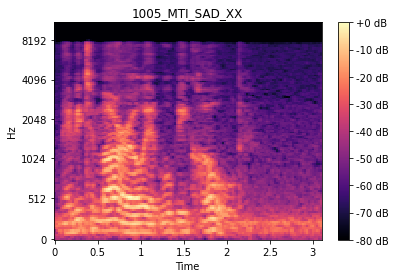 1005_MTI_SAD_XX
+0 dB
8192
-10 dB
4096
-20 dB
-30 dB
2048
-40 dB
Hz
1024
-50 dB
512
-60 dB
-70 dB
0
-80 dB
0 0.5 1 1.5 2 2.5 3
Time